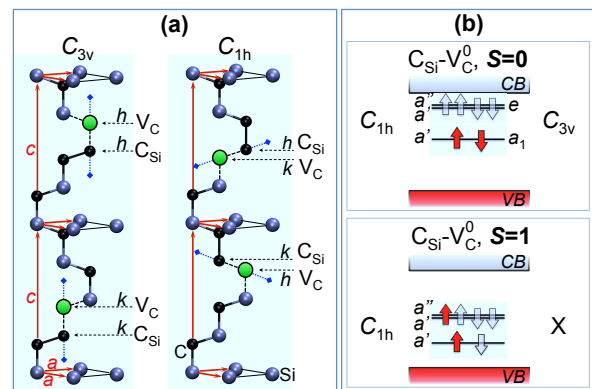 (a)
C3v
C1h
h VC
h CSi
c
k VC
k CSi
c
a
a
h CSi
k VC
k CSi
h VC
C
Si
(b)
CSi-VC0, S=0
CB
a''
a'
e
C1h
C3v
a'
a1
VB
CSi-VC0, S=1
CB
a''
a'
C1h
X
a'
VB